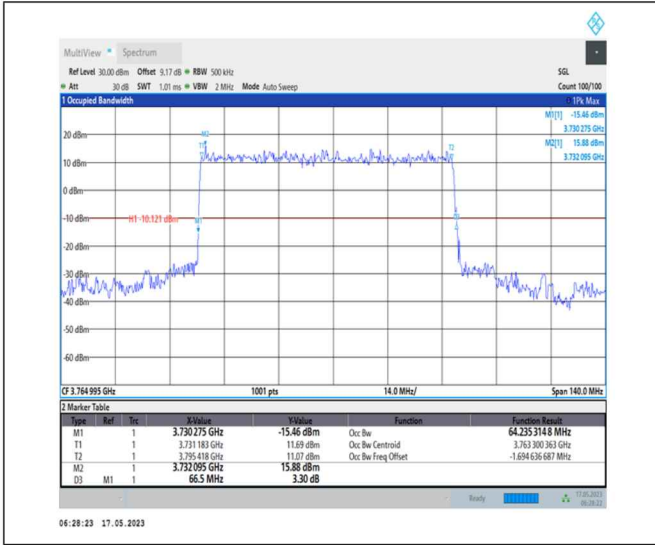 MultiView Spectrum
Ref Level 30.00 dBm Offset 9.17 dB RBW 500 kHz SGL
Att 30 dB SWT 1.01 ms VBW 2 MHz Mode Auto Sweep Count 100/100
1 Occupied Bandwidth 1Pk Max
M1[1] -15.46 dBm
3.730 275 GHz
M2[1] 15.88 dBm
3.732 095 GHz
20 dBm
M2
T1
T2
10 dBm
0 dBm
-10 dBm
H1 -10.121 dBm
M1
D3
-20 dBm
-30 dBm
-40 dBm
-50 dBm
-60 dBm
CF 3.764 995 GHz 1001 pts 14.0 MHz/ Span 140.0 MHz
2 Marker Table
Type Ref Trc X-Value Y-Value Function Function Result
M1 1 3.730 275 GHz -15.46 dBm Occ Bw 64.235 314 8 MHz
T1 1 3.731 183 GHz 11.69 dBm Occ Bw Centroid 3.763 300 363 GHz
T2 1 3.795 418 GHz 11.07 dBm Occ Bw Freq Offset -1.694 636 687 MHz
M2 1 3.732 095 GHz 15.88 dBm
D3 M1 1 66.5 MHz 3.30 dB
Ready 17.05.2023
06:28:22
06:28:23 17.05.2023